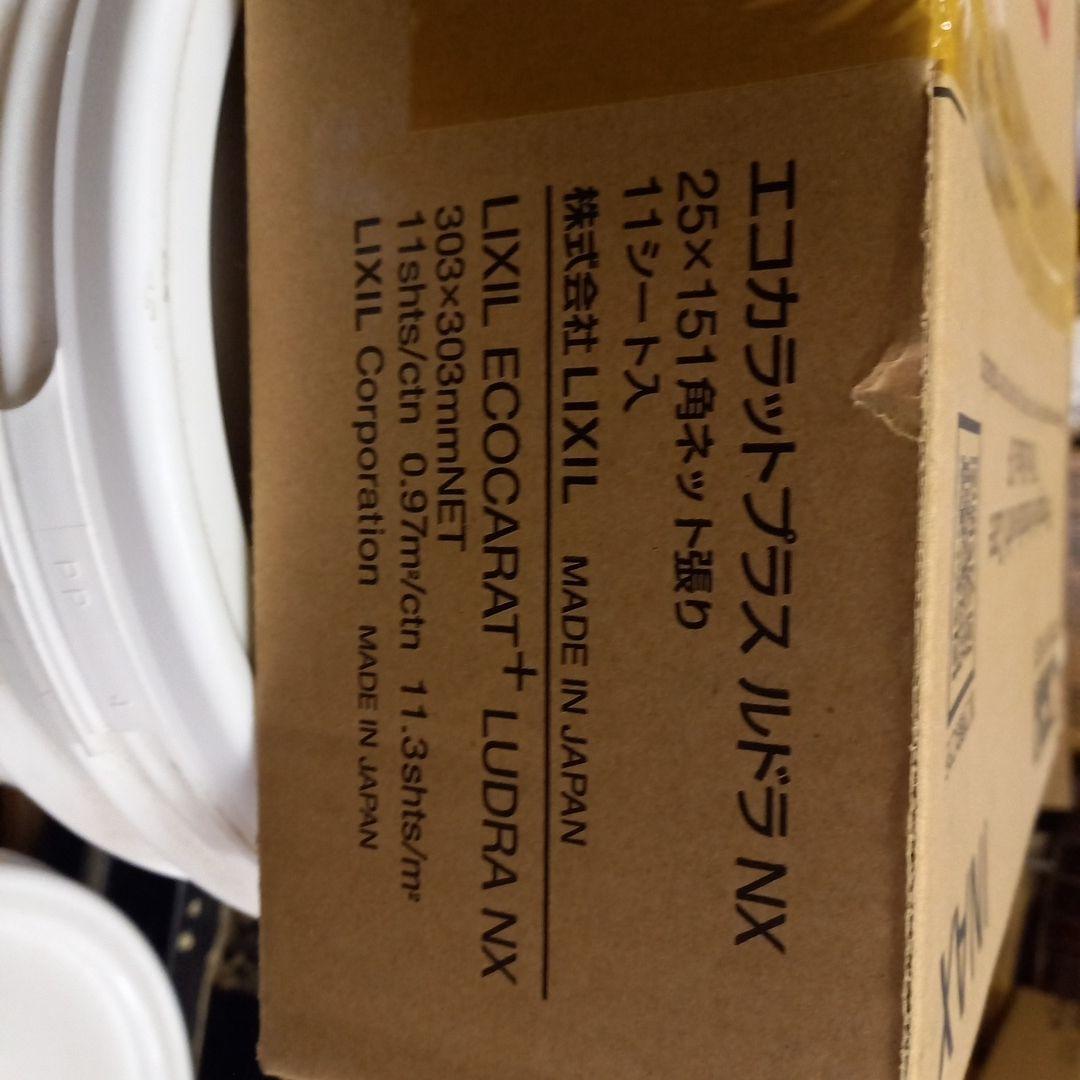 エコカラットプラス ルドラ NX
25×151角ネット張り
11シート入
株式会社 LIXIL MADE IN JAPAN
LIXIL ECOCARAT+ LUDRA NX
303×303mmNET
11shts/ctn 0.97m²/ctn 11.3shts/m²
LIXIL Corporation MADE IN JAPAN
PP
INAX